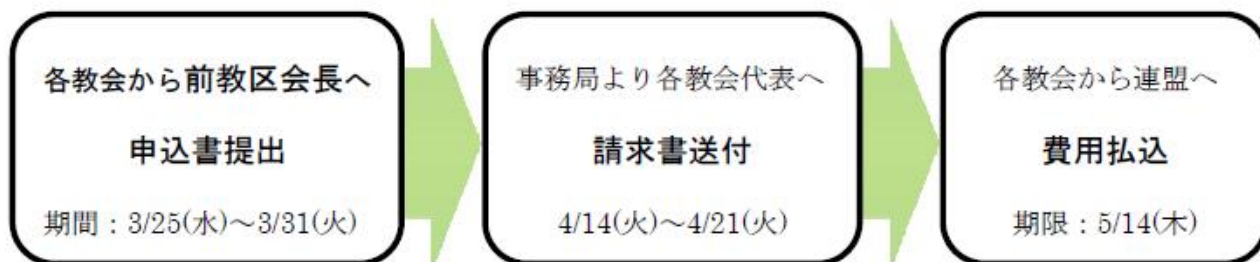 各教会から前教区会長へ
申込書提出
期間：3/25(水)～3/31(火)
事務局より各教会代表へ
請求書送付
4/14(火)～4/21(火)
各教会から連盟へ
費用払込
期限：5/14(木)